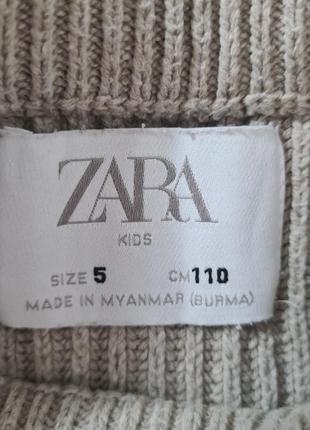 ZARA
KIDS
SIZE 5 CM 110
MADE IN MYANMAR (BURMA)